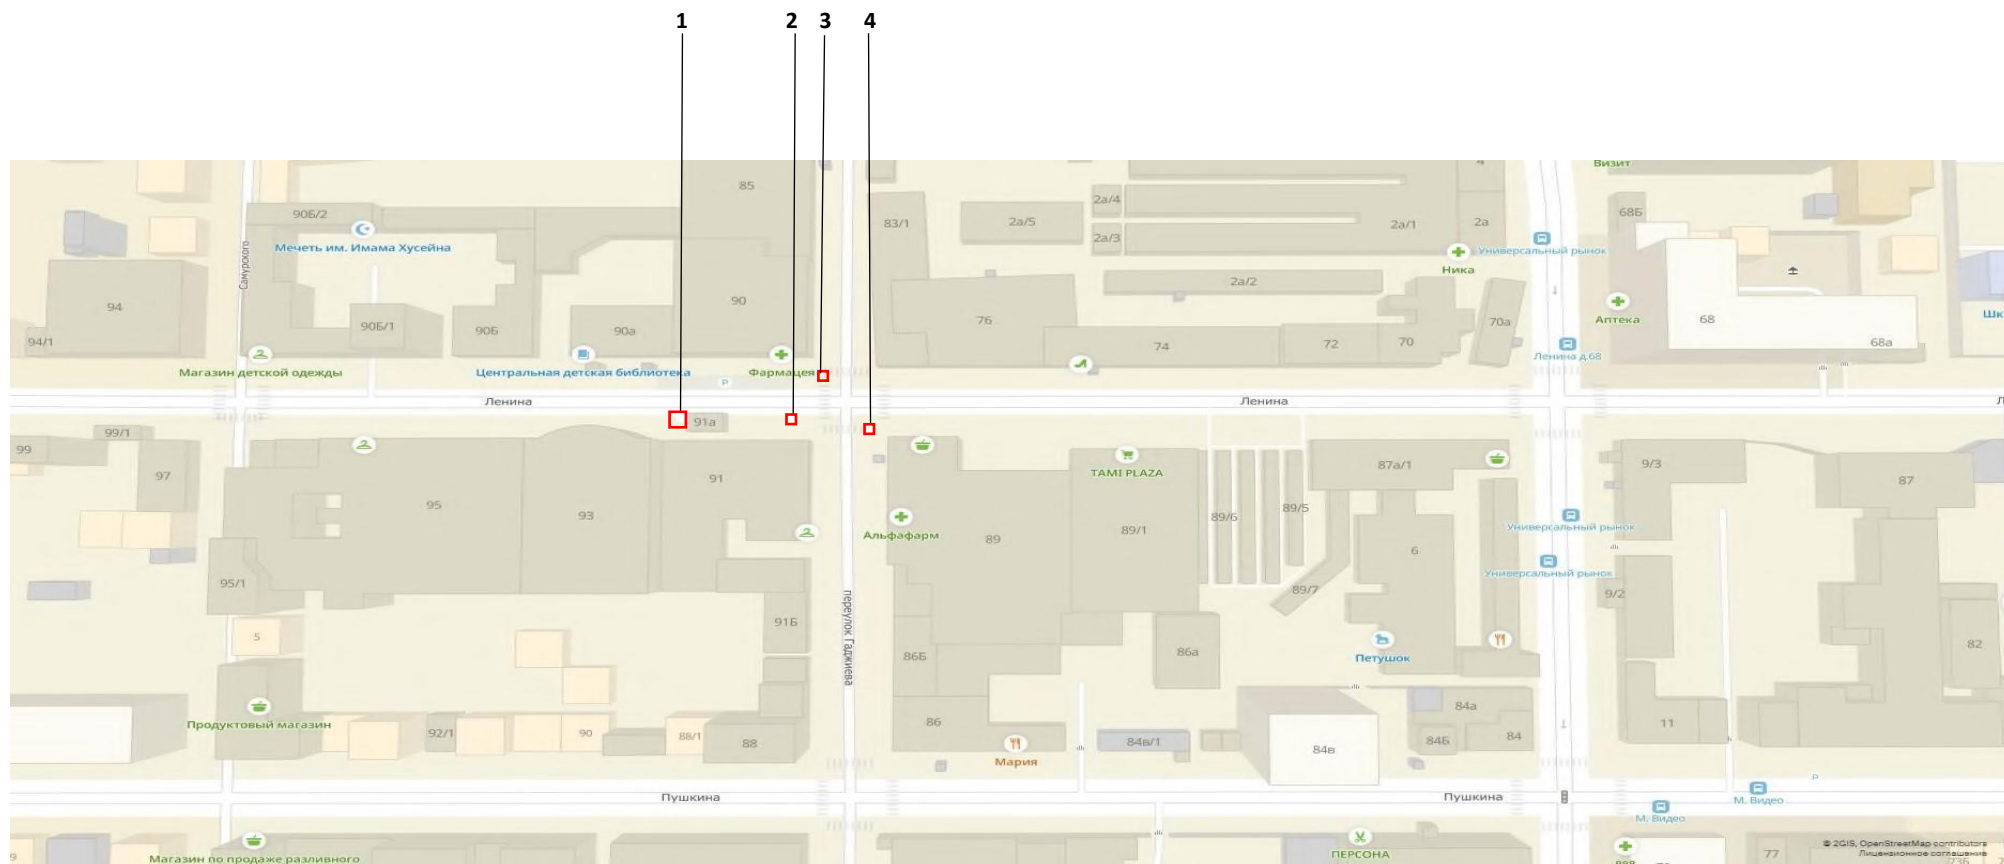 1 2 3 4
85
Визит
90Б/2
83/1
2а/5
2а/4
2а/3
2а/1
2а
68Б
Мечеть им. Имама Хусейна
Универсальный рынок
Самурского
Ника
94
90
2а/2
94/1
90Б/1
90Б
90а
76
74
72
70
70а
Аптека
68
68а
Шк
Ленина д.68
Магазин детской одежды
Центральная детская библиотека
P
Фармацея
Ленина
Ленина
Л
91а
99/1
99
97
95
93
91
TAMI PLAZA
87а/1
9/3
87
Альфафарм
89
89/1
89/6
89/5
6
Универсальный рынок
Универсальный рынок
95/1
89/7
9/2
переулок Гаджиева
5
91Б
86Б
86а
Петушок
82
Продуктовый магазин
92/1
90
88/1
88
86
Мария
84в/1
84в
84а
84Б
84
11
Пушкина
Пушкина
P
М. Видео
М. Видео
Магазин по продаже разливного
ПЕРСОНА
77
73Б
© 2GIS, OpenStreetMap contributors
Лицензионное соглашение